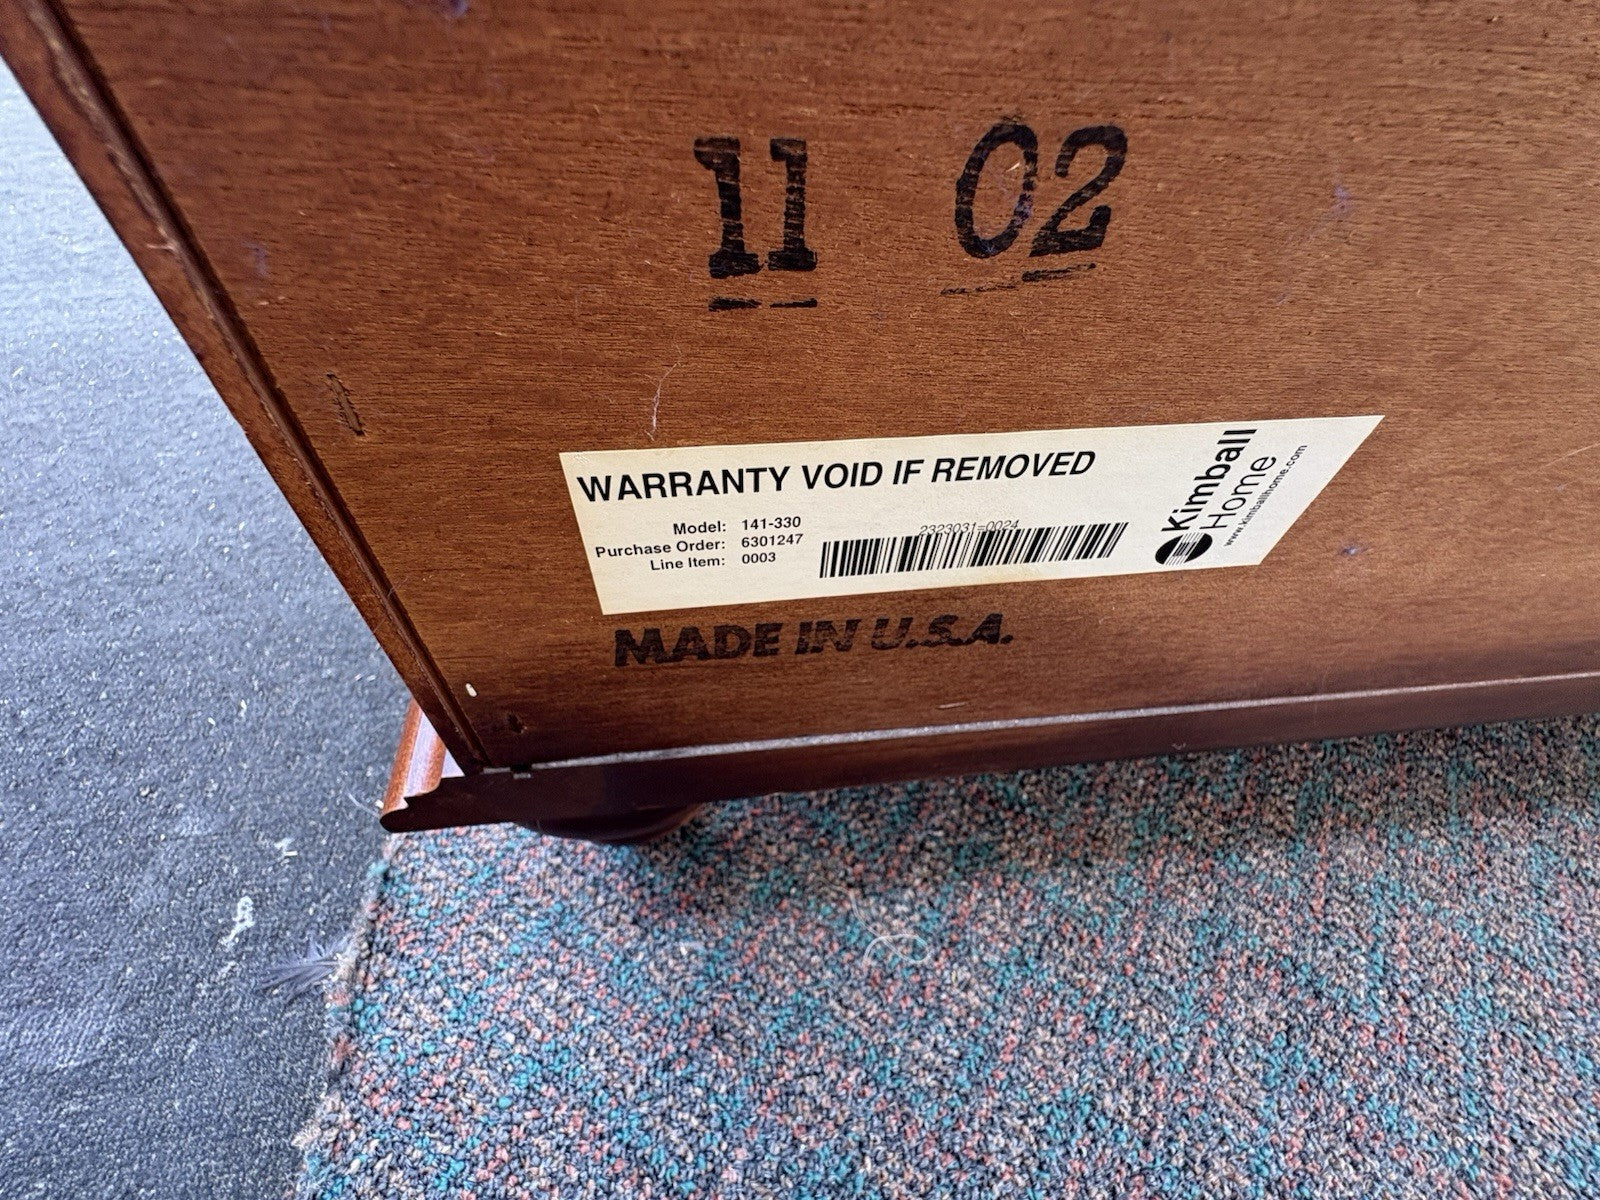 11 02
WARRANTY VOID IF REMOVED
Model: 141-330
Purchase Order: 6301247
Line Item: 0003
2323031-0024
Kimball
Home
www.kimballhome.com
MADE IN U.S.A.